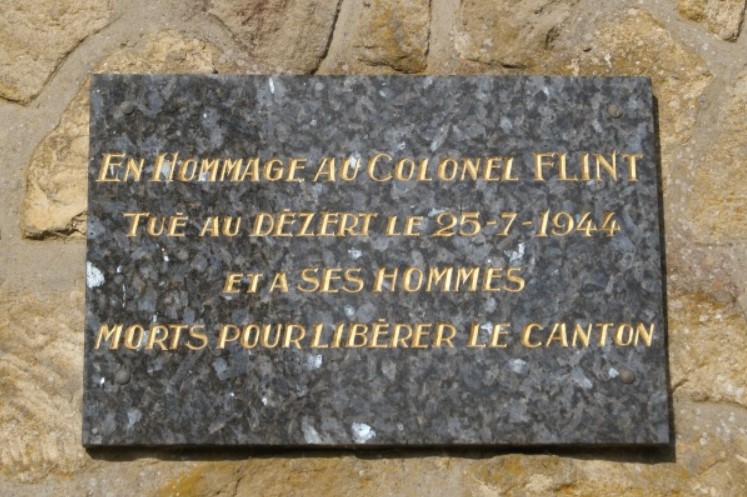 EN HOMMAGE AU COLONEL FLINT
TUÉ AU DÉZERT LE 25-7-1944
ET A SES HOMMES
MORTS POUR LIBÉRER LE CANTON